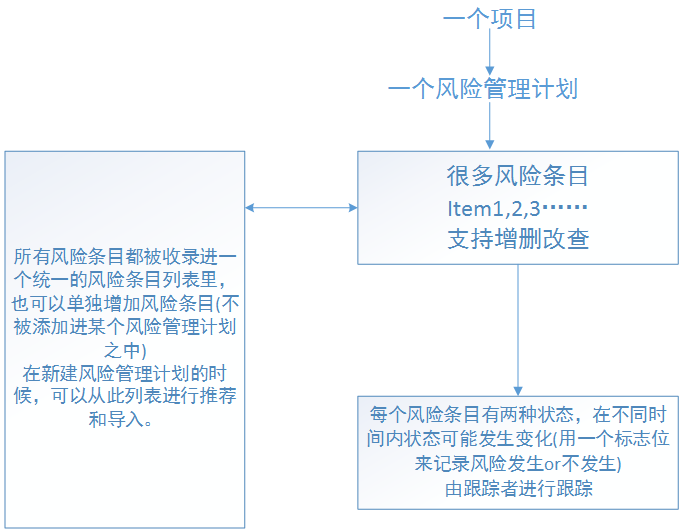 一个项目
一个风险管理计划
很多风险条目
Item1,2,3……
支持增删改查
所有风险条目都被收录进一
个统一的风险条目列表里，
也可以单独增加风险条目(不
被添加进某个风险管理计划
之中)
在新建风险管理计划的时
候，可以从此列表进行推荐
和导入。
每个风险条目有两种状态，在不同时
间内状态可能发生变化(用一个标志位
来记录风险发生or不发生)
由跟踪者进行跟踪